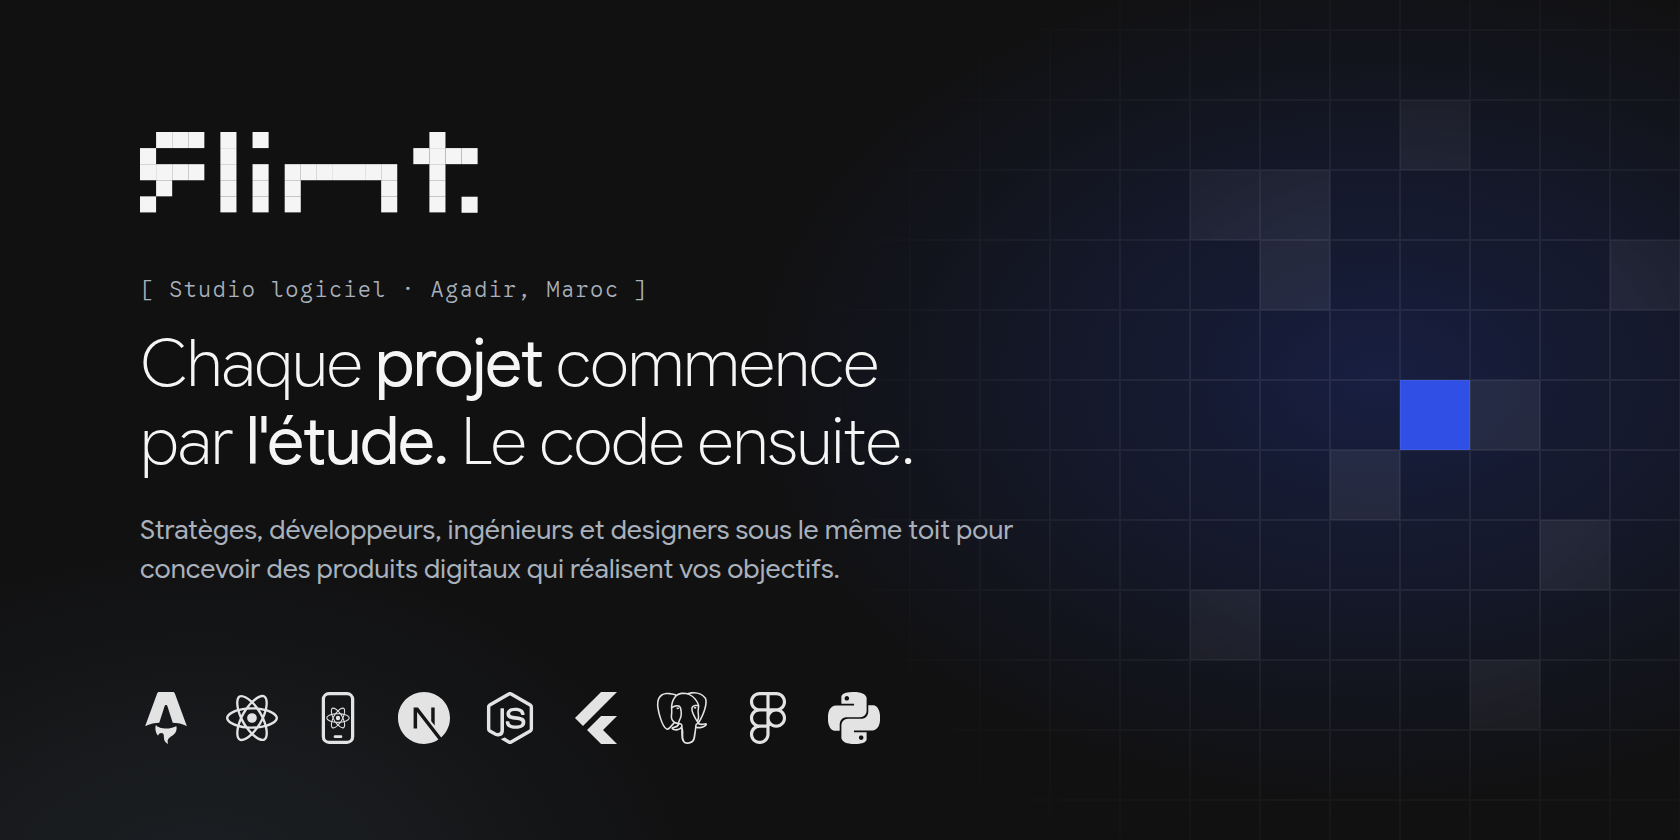 Flint.
[ Studio logiciel · Agadir, Maroc ]
Chaque projet commence
par l'étude. Le code ensuite.
Stratèges, développeurs, ingénieurs et designers sous le même toit pour
concevoir des produits digitaux qui réalisent vos objectifs.
N JS